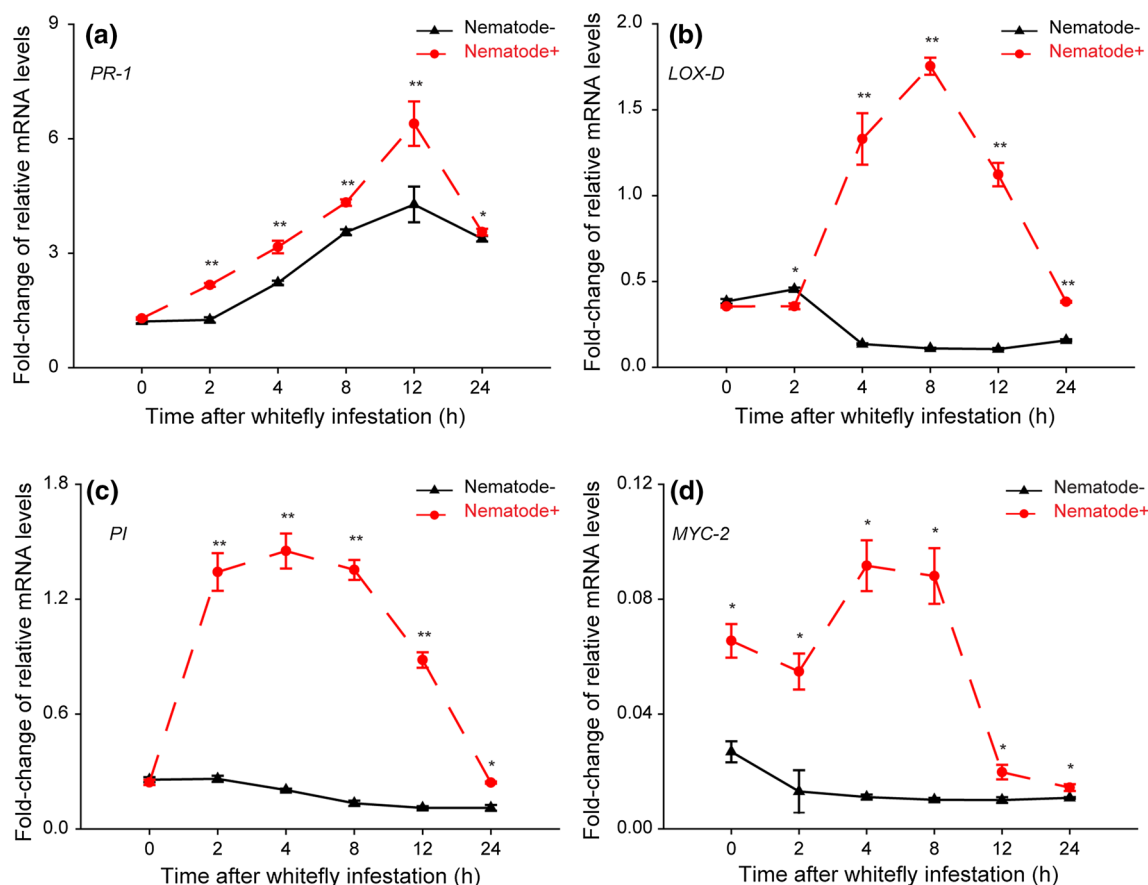 (a)
PR-1
Nematode-
Nematode+
Fold-change of relative mRNA levels
9
6
3
0
**
**
**
**
*
0 2 4 8 12 24
Time after whitefly infestation (h)
(b)
LOX-D
Nematode-
Nematode+
Fold-change of relative mRNA levels
2.0
1.5
1.0
0.5
0.0
*
**
**
**
**
0 2 4 8 12 24
Time after whitefly infestation (h)
(c)
PI
Nematode-
Nematode+
Fold-change of relative mRNA levels
1.8
1.2
0.6
0.0
**
**
**
**
*
0 2 4 8 12 24
Time after whitefly infestation (h)
(d)
MYC-2
Nematode-
Nematode+
Fold-change of relative mRNA levels
0.12
0.08
0.04
0.00
*
*
*
*
*
*
0 2 4 8 12 24
Time after whitefly infestation (h)